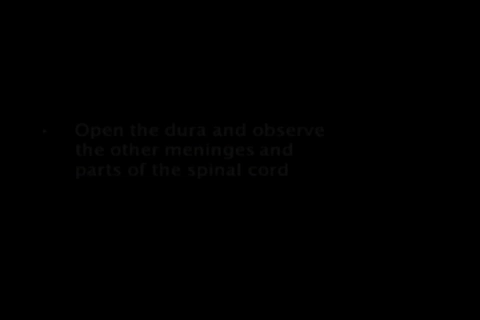 • Open the dura and observe
the other meninges and
parts of the spinal cord